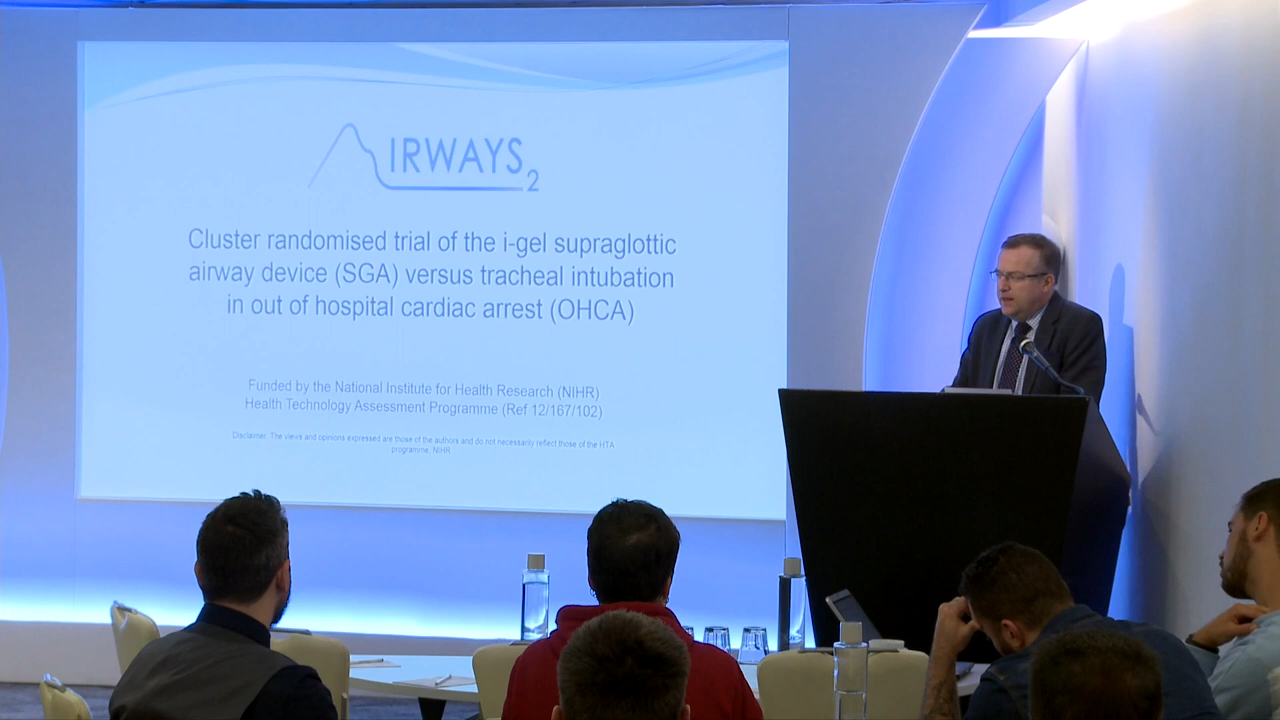 AIRWAYS2
Cluster randomised trial of the i-gel supraglottic
airway device (SGA) versus tracheal intubation
in out of hospital cardiac arrest (OHCA)
Funded by the National Institute for Health Research (NIHR)
Health Technology Assessment Programme (Ref 12/167/102)
Disclaimer: The views and opinions expressed are those of the authors and do not necessarily reflect those of the HTA
programme, NIHR